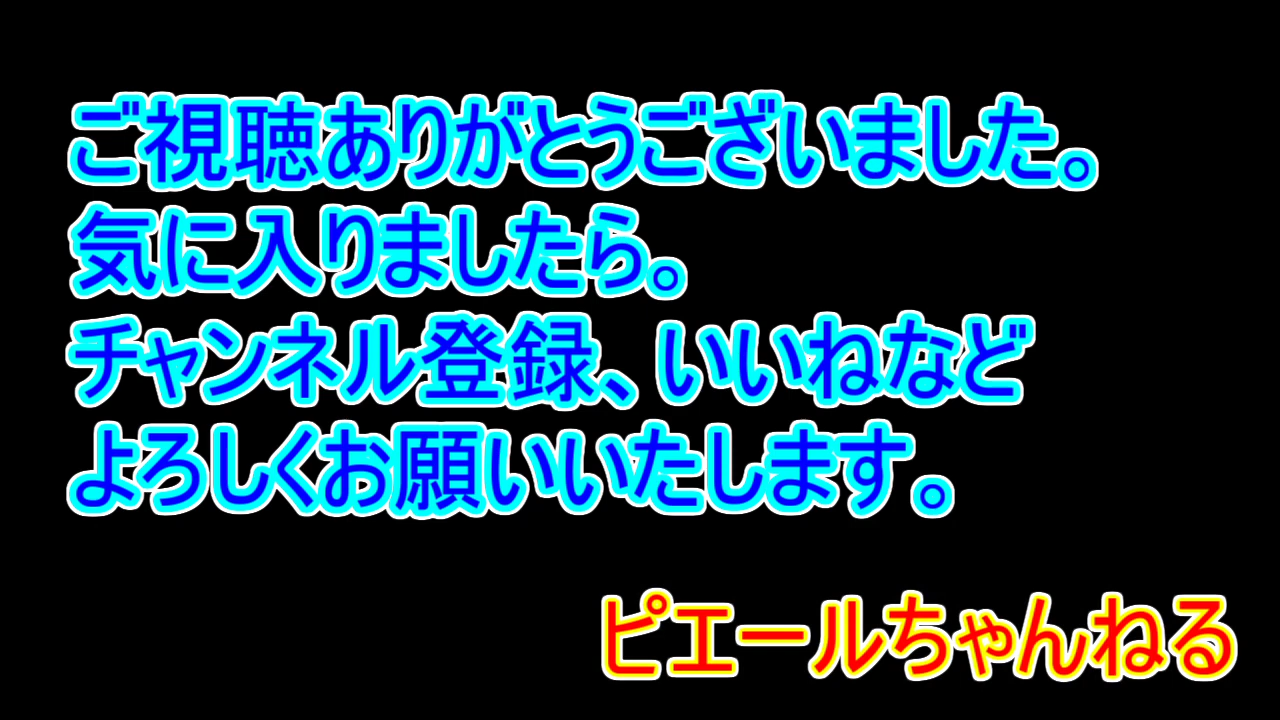 ご視聴ありがとうございました。
気に入りましたら。
チャンネル登録、いいねなど
よろしくお願いいたします。
ピエールちゃんねる